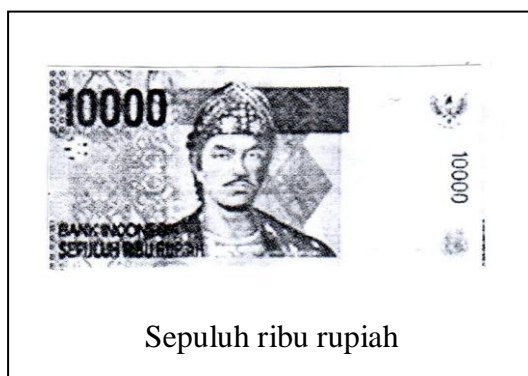 10000
10000
BANK INDONESIA
SEPULUH RIBU RUPIAH
Sepuluh ribu rupiah